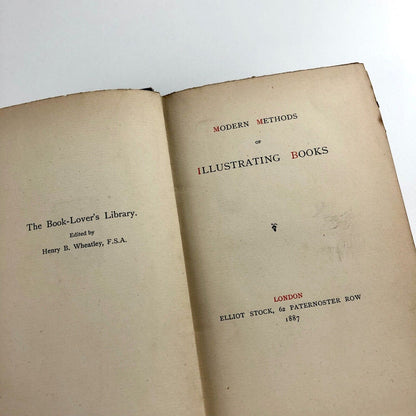 The Book-Lover's Library.
Edited by
Henry B. Wheatley, F.S.A.
MODERN METHODS
OF
ILLUSTRATING BOOKS
LONDON
ELLIOT STOCK, 62 PATERNOSTER ROW
1887